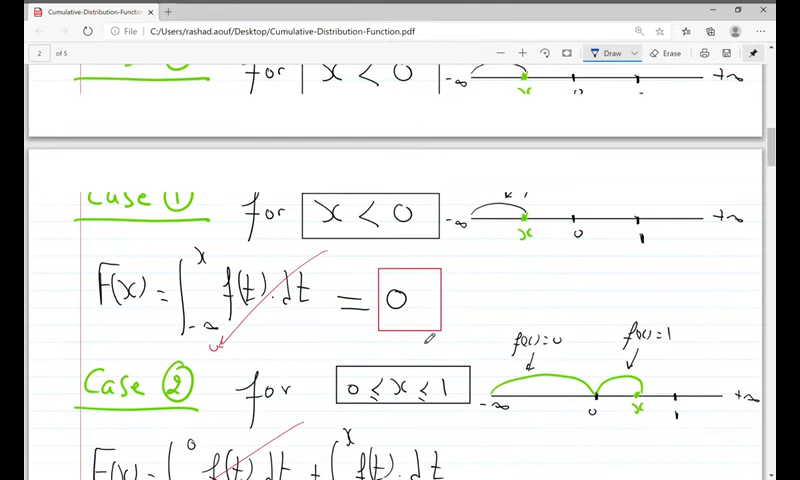 Cumulative-Distribution-Functio
File C:/Users/rashad.aouf/Desktop/Cumulative-Distribution-Function.pdf
2 of 5
Draw
Erase
for x < 0
-∞ x 0 +∞
Case ① for x < 0
-∞ x 0 1 +∞
F(x) = ∫_{-∞}^{x} f(t).dt = 0
0
f(x)=0 f(x)=1
Case ② for 0 ≤ x ≤ 1
-∞ 0 x 1 +∞
F(x) = ∫^{0} f(t).dt + ∫^{x} f(t).dt